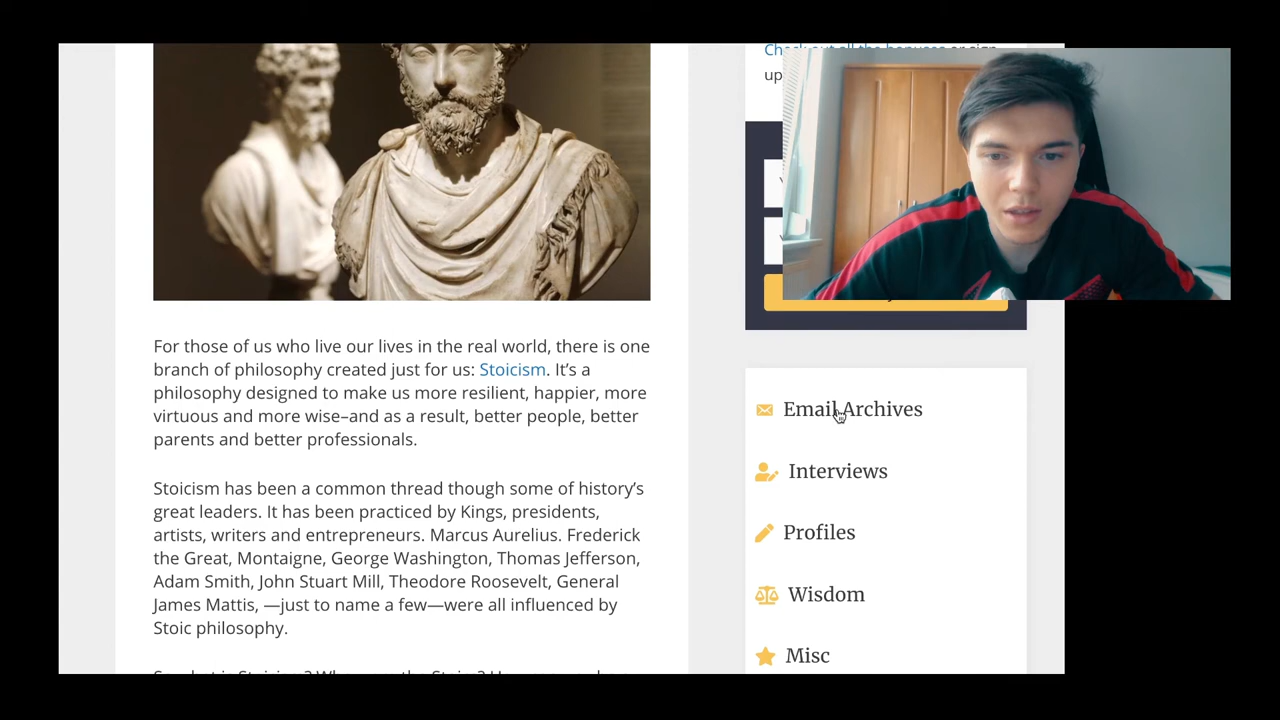 For those of us who live our lives in the real world, there is one
branch of philosophy created just for us: Stoicism. It’s a
philosophy designed to make us more resilient, happier, more
virtuous and more wise–and as a result, better people, better
parents and better professionals.
Stoicism has been a common thread though some of history’s
great leaders. It has been practiced by Kings, presidents,
artists, writers and entrepreneurs. Marcus Aurelius. Frederick
the Great, Montaigne, George Washington, Thomas Jefferson,
Adam Smith, John Stuart Mill, Theodore Roosevelt, General
James Mattis, —just to name a few—were all influenced by
Stoic philosophy.
up
Email Archives
Interviews
Profiles
Wisdom
Misc